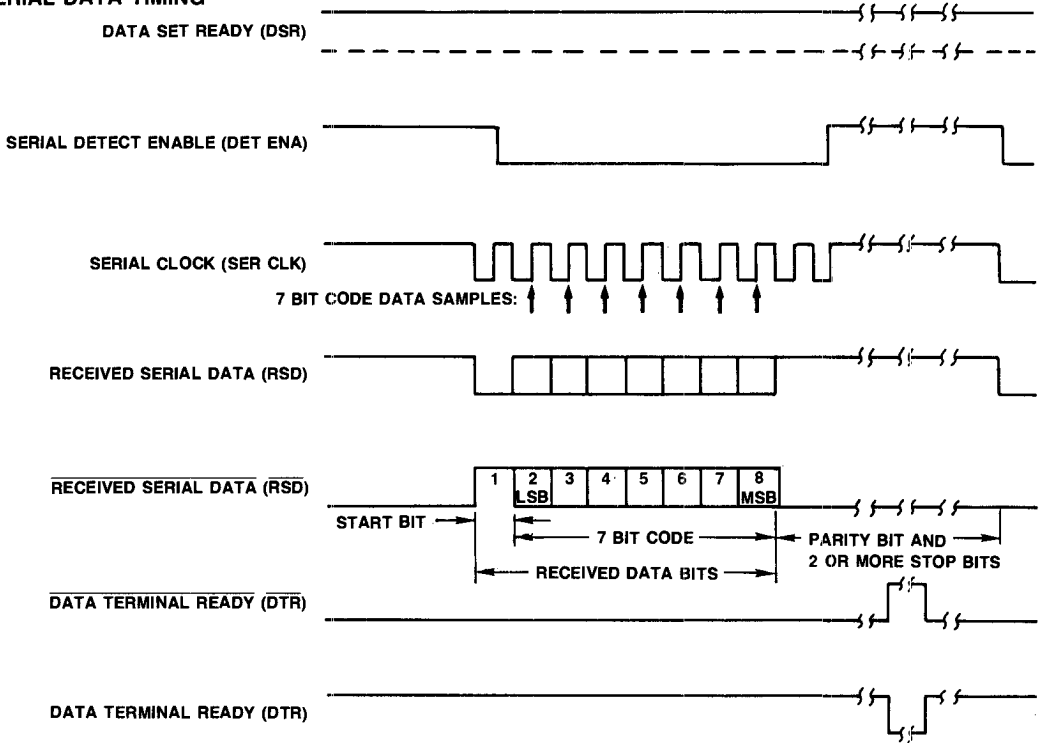 SERIAL DATA TIMING
DATA SET READY (DSR)
SERIAL DETECT ENABLE (DET ENA)
SERIAL CLOCK (SER CLK)
7 BIT CODE DATA SAMPLES:
RECEIVED SERIAL DATA (RSD)
RECEIVED SERIAL DATA (RSD)
1 2 3 4 5 6 7 8
LSB MSB
START BIT
7 BIT CODE
PARITY BIT AND
2 OR MORE STOP BITS
RECEIVED DATA BITS
DATA TERMINAL READY (DTR)
DATA TERMINAL READY (DTR)